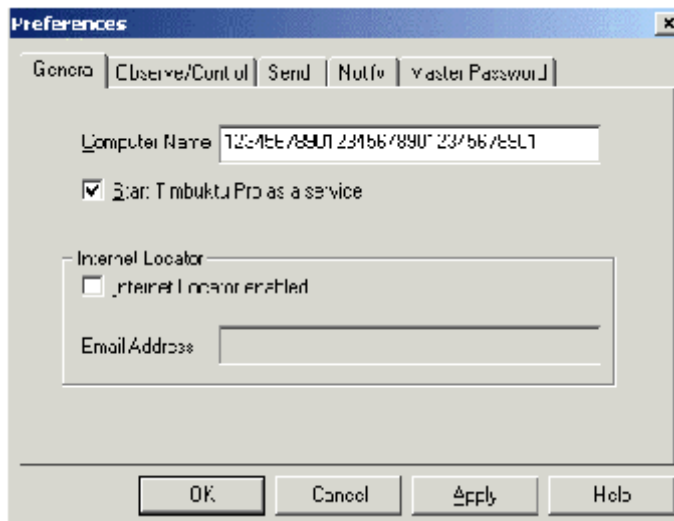 Preferences
General Observe/Control Send Notify Master Password
Computer Name 1234567890123456789012345678901
Start Timbuktu Pro as a service
Internet Locator
Internet Locator enabled
Email Address
OK Cancel Apply Help